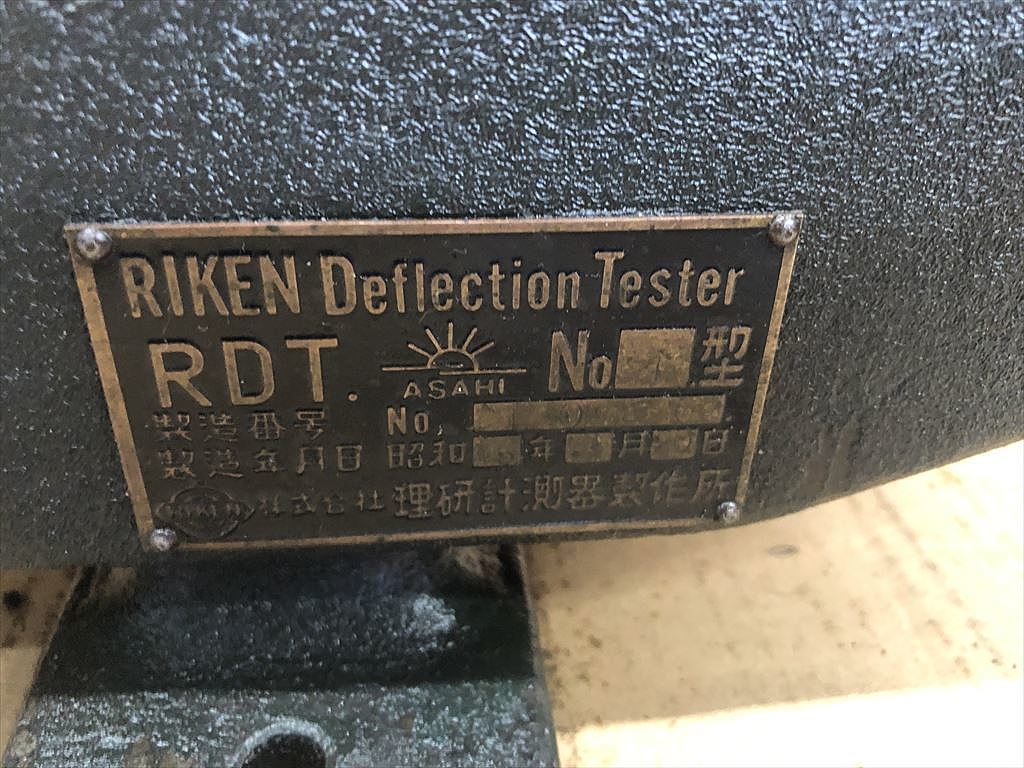 RIKEN Deflection Tester
RDT. ASAHI No 型
製造番号 No.
製造年月日 昭和 年 月 日
RIKEN 株式会社 理研計測器製作所